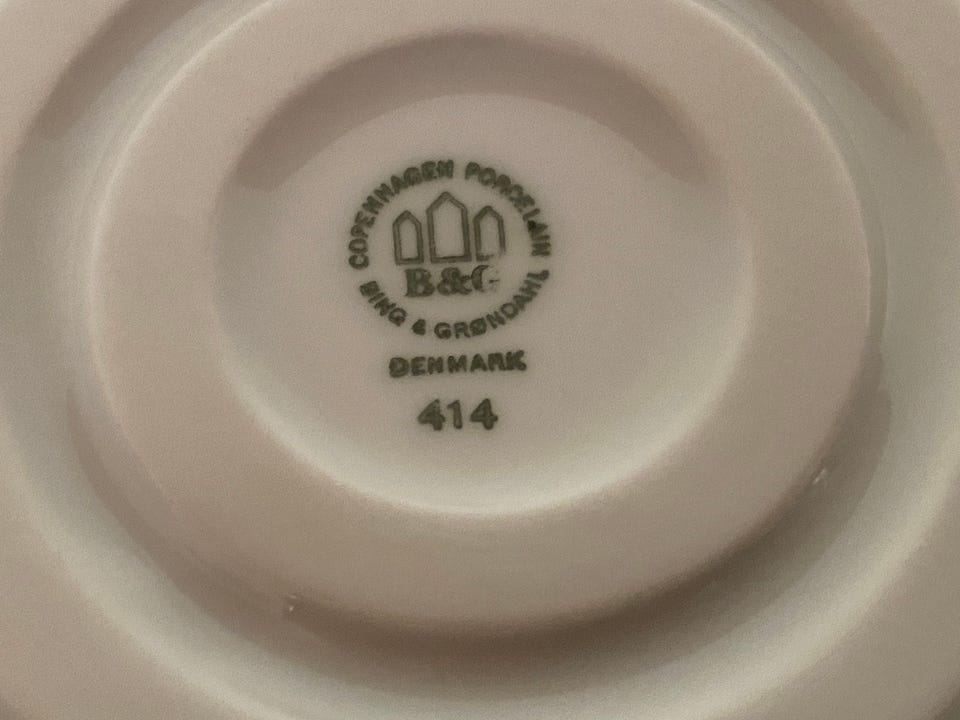 COPENHAGEN PORCELAIN
B&G
BING & GRØNDAHL
DENMARK
414